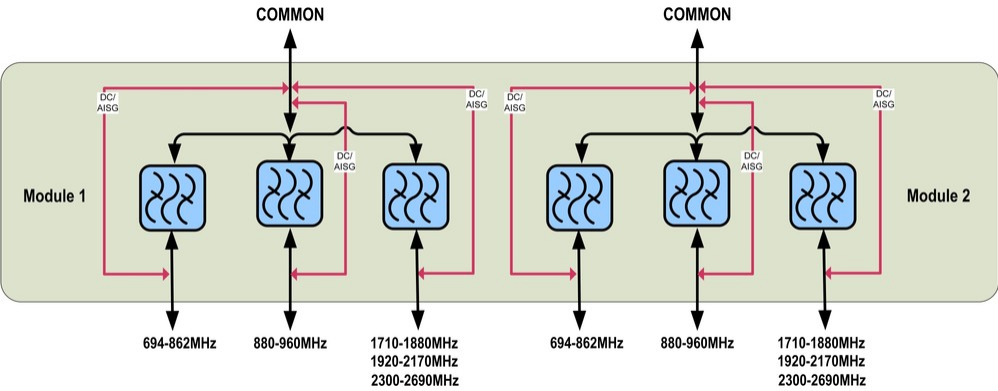 COMMON
COMMON
DC/
AISG
DC/
AISG
DC/
AISG
DC/
AISG
DC/
AISG
DC/
AISG
Module 1
Module 2
694-862MHz
880-960MHz
1710-1880MHz
1920-2170MHz
2300-2690MHz
694-862MHz
880-960MHz
1710-1880MHz
1920-2170MHz
2300-2690MHz